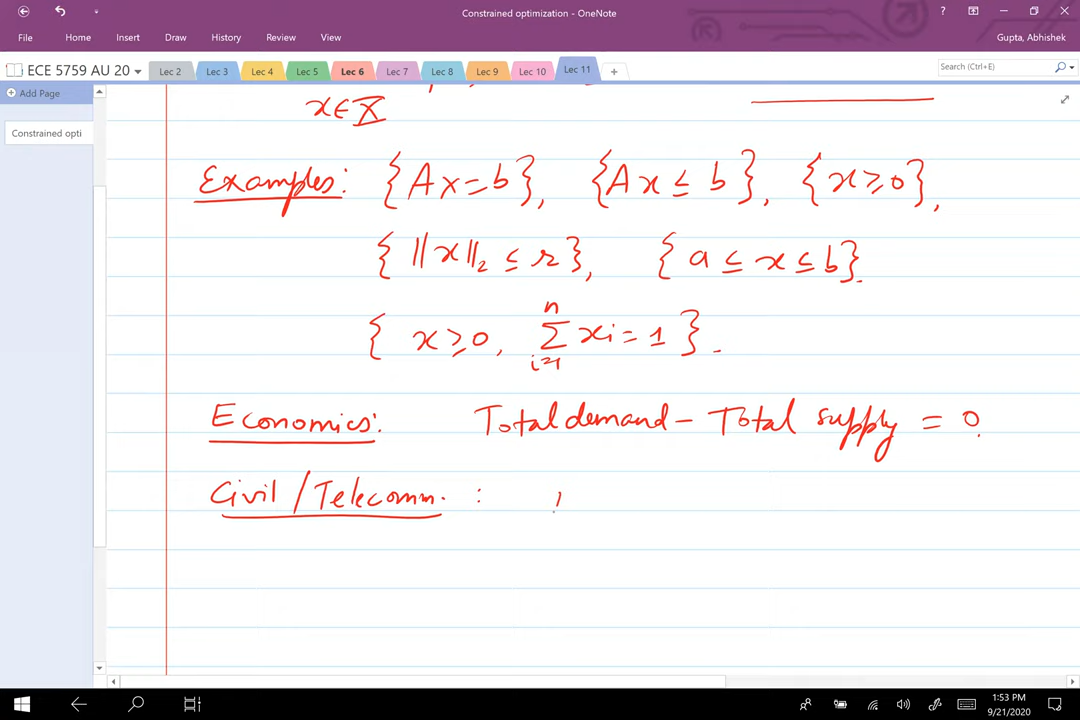 Constrained optimization - OneNote
? Gupta, Abhishek
File Home Insert Draw History Review View
ECE 5759 AU 20 Lec 2 Lec 3 Lec 4 Lec 5 Lec 6 Lec 7 Lec 8 Lec 9 Lec 10 Lec 11 + Search (Ctrl+E)
+ Add Page
Constrained opti
x ∈ X
Examples: {Ax = b}, {Ax ≤ b}, {x ≥ 0},
{ ||x||₂ ≤ r}, { a ≤ x ≤ b}.
{ x ≥ 0, ∑_{i=1}^{n} xi = 1 }.
Economics: Total demand – Total supply = 0.
Civil / Telecomm. :
1:53 PM
9/21/2020